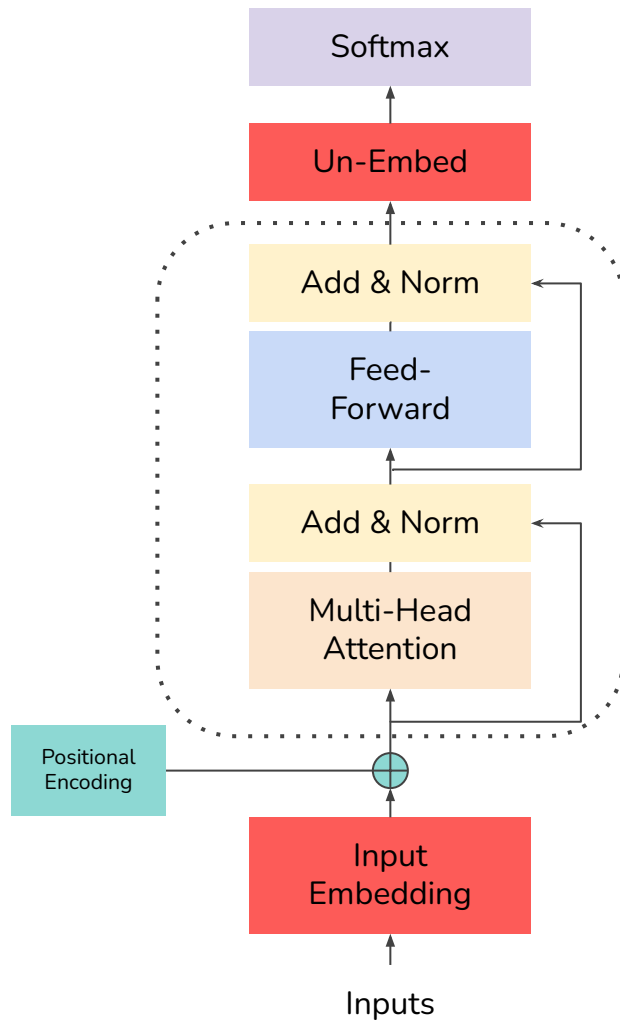 Softmax
Un-Embed
Add & Norm
Feed-
Forward
Add & Norm
Multi-Head
Attention
Positional
Encoding
Input
Embedding
Inputs